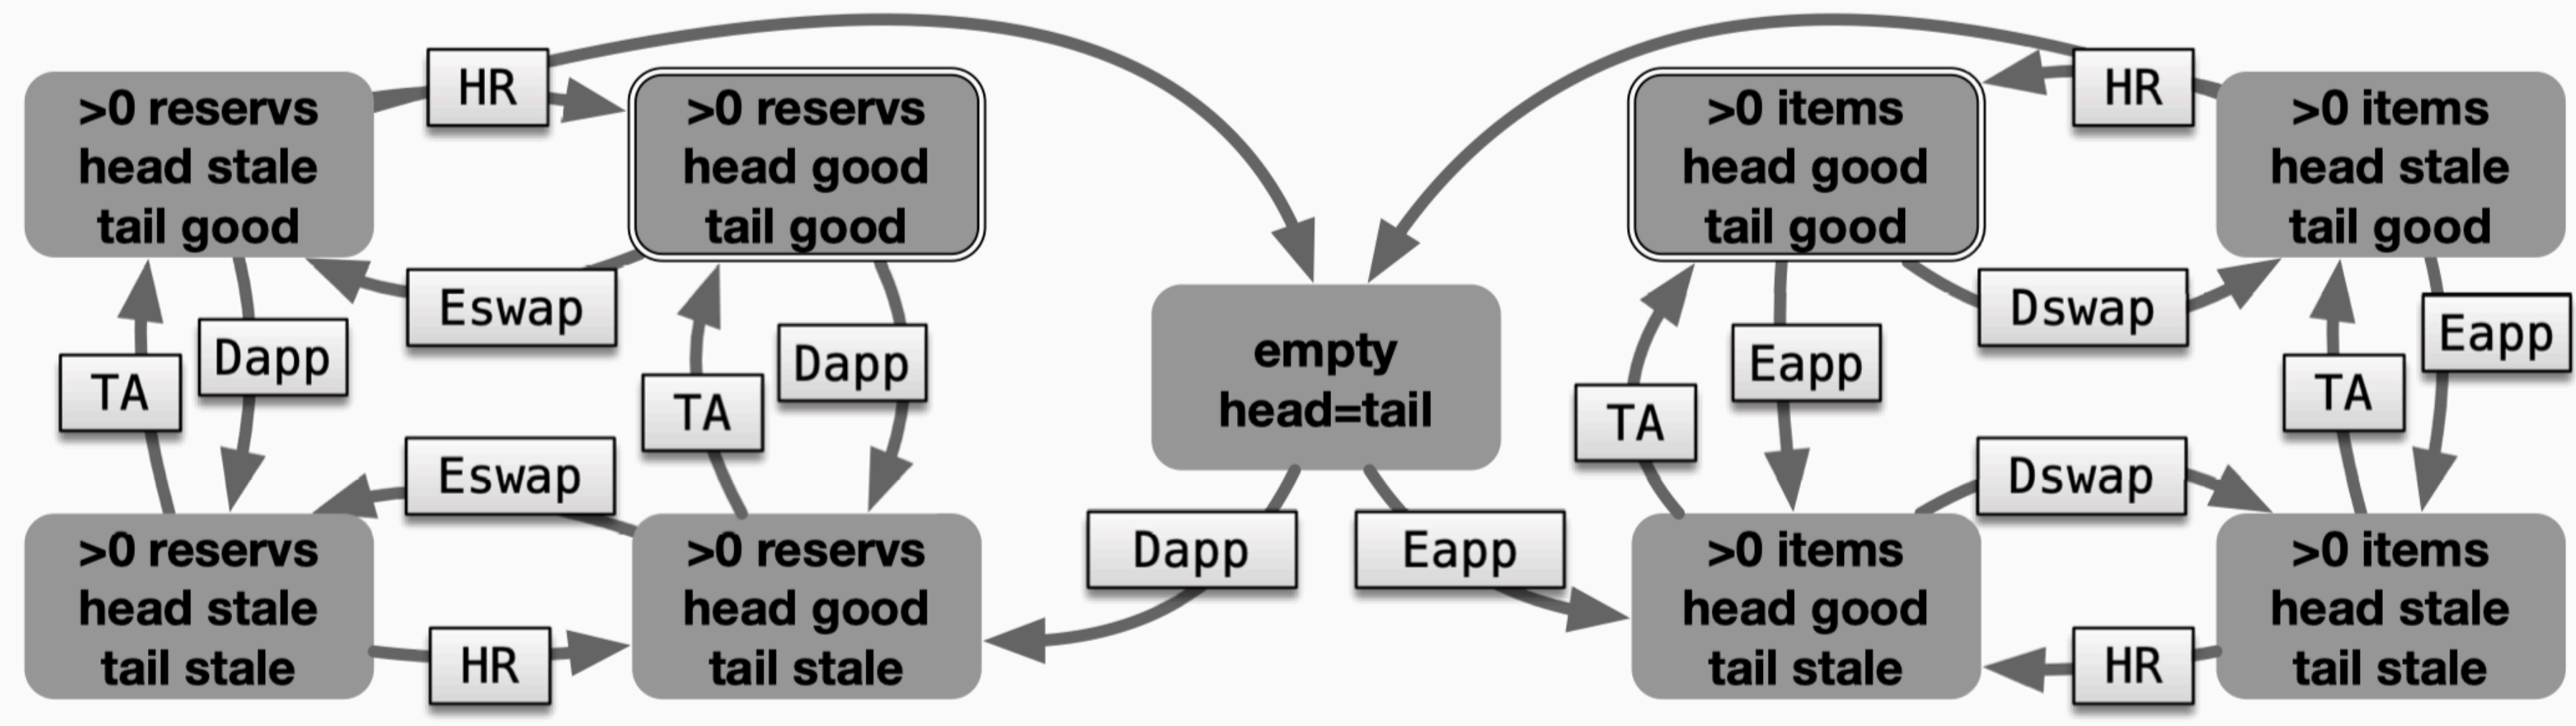 >0 reservs
head stale
tail good
HR
>0 reservs
head good
tail good
>0 items
head good
tail good
HR
>0 items
head stale
tail good
Eswap
Dapp
TA
TA
Dapp
empty
head=tail
TA
Eapp
Dswap
TA
Eapp
Eswap
Dapp
Eapp
Dswap
>0 reservs
head stale
tail stale
HR
>0 reservs
head good
tail stale
>0 items
head good
tail stale
HR
>0 items
head stale
tail stale